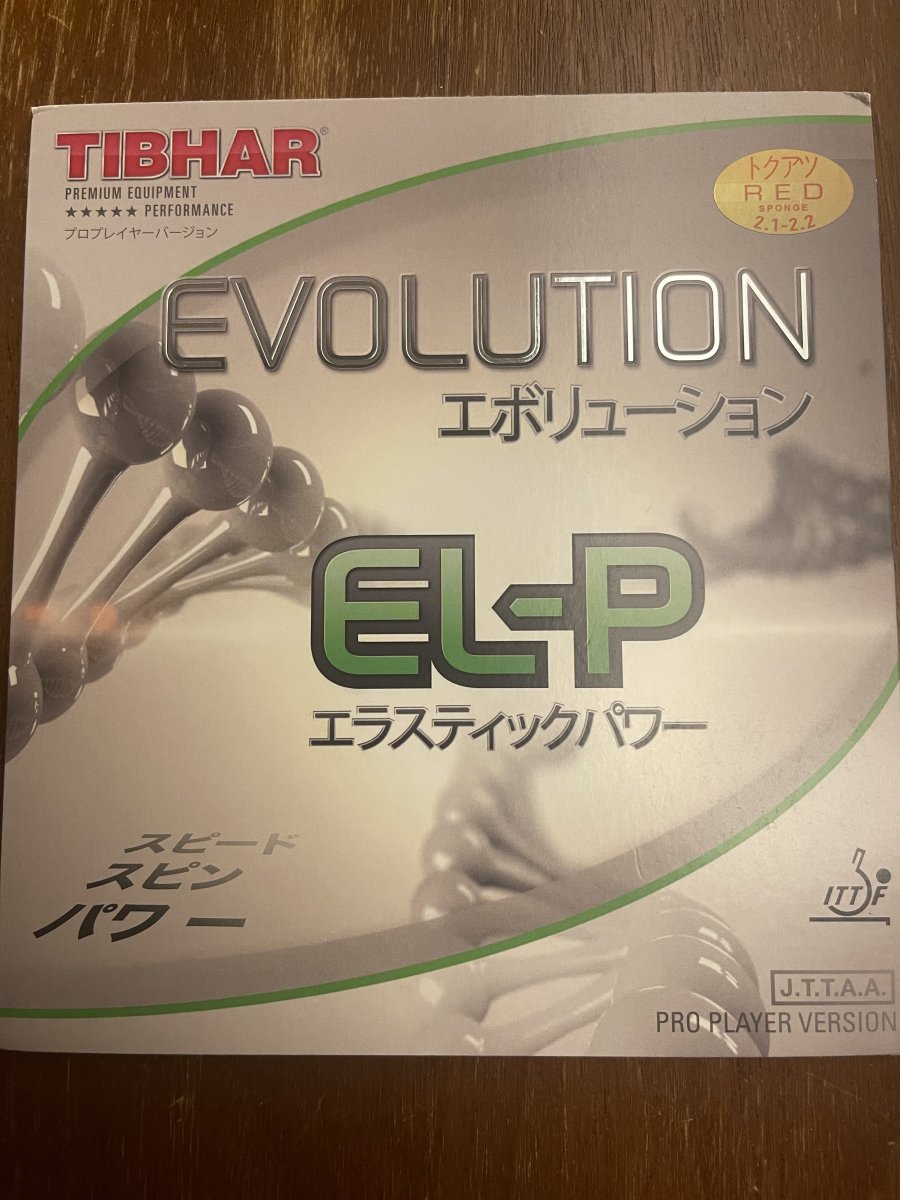 TIBHAR®
PREMIUM EQUIPMENT
★★★★★ PERFORMANCE
プロプレイヤーバージョン
トクアツ
RED
SPONGE
2.1-2.2
EVOLUTION
エボリューション
EL-P
エラスティックパワー
スピード
スピン
パワー
ITTF
J.T.T.A.A.
PRO PLAYER VERSION